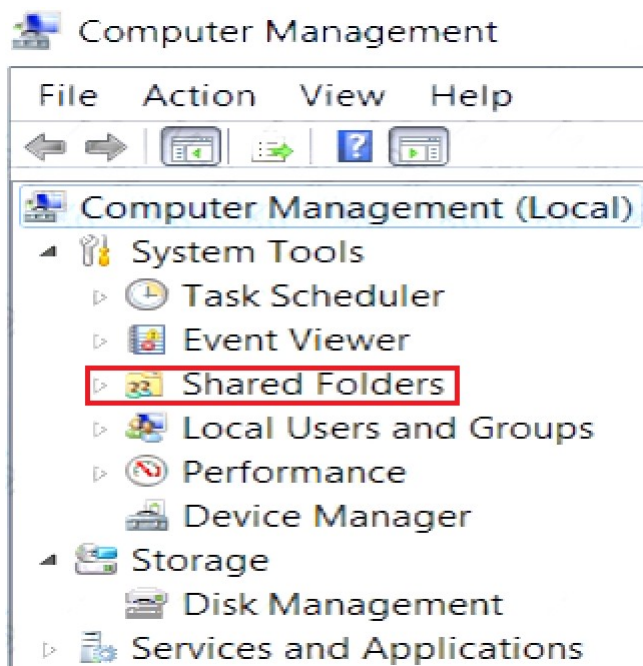 Computer Management
File Action View Help
Computer Management (Local)
System Tools
Task Scheduler
Event Viewer
Shared Folders
Local Users and Groups
Performance
Device Manager
Storage
Disk Management
Services and Applications